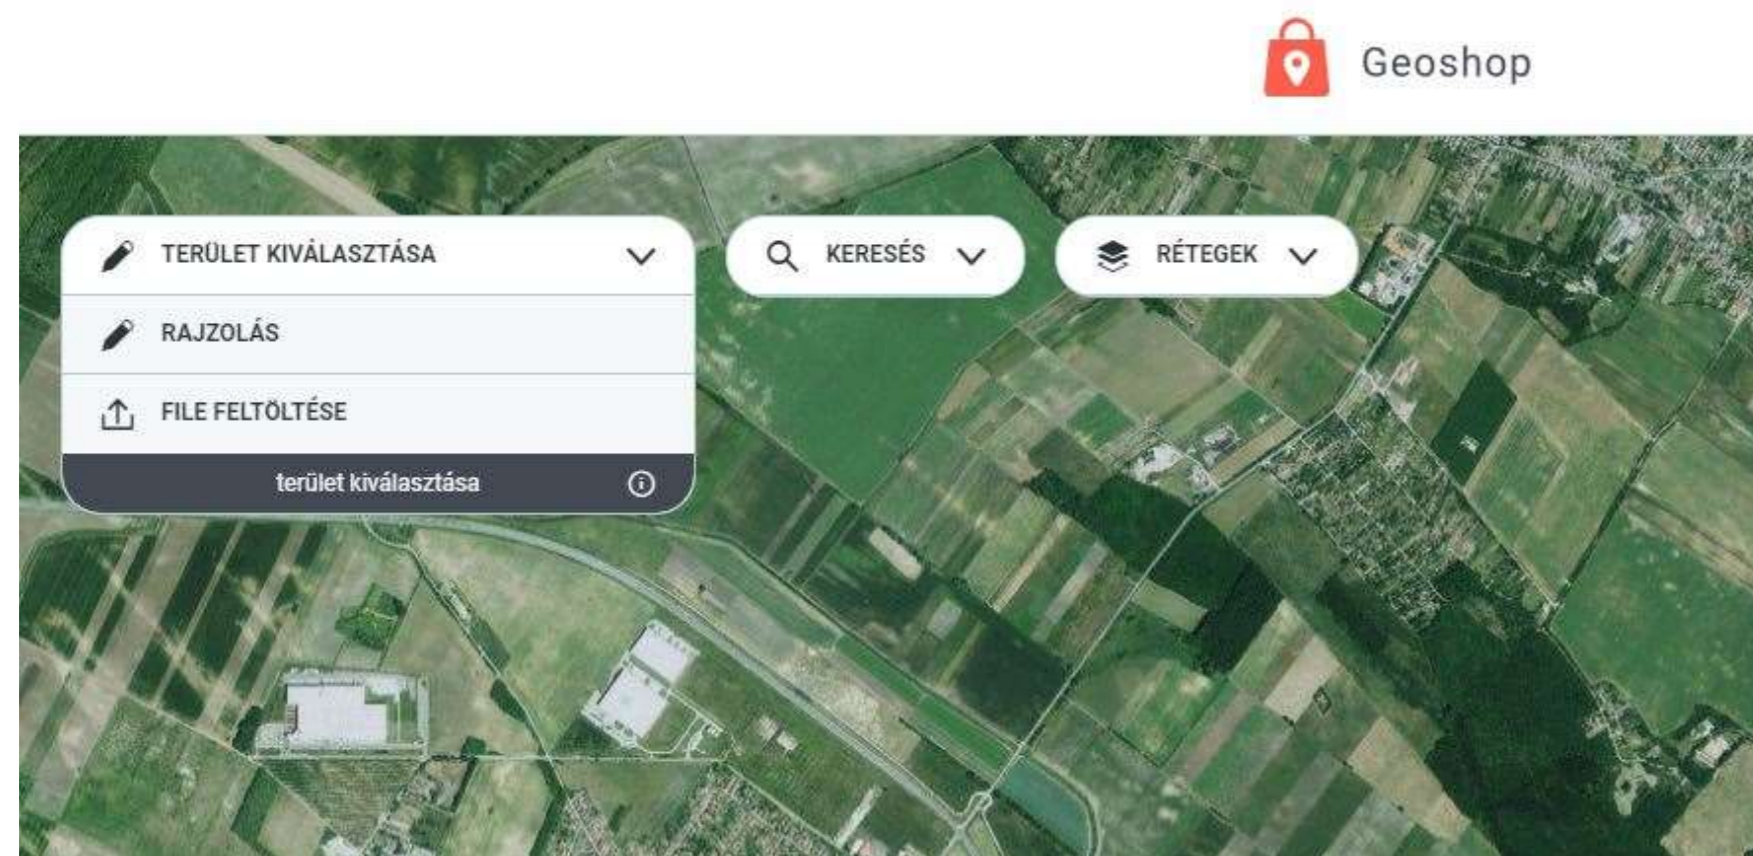 Geoshop
TERÜLET KIVÁLASZTÁSA
KERESÉS
RÉTEGEK
RAJZOLÁS
FILE FELTÖLTÉSE
terület kiválasztása